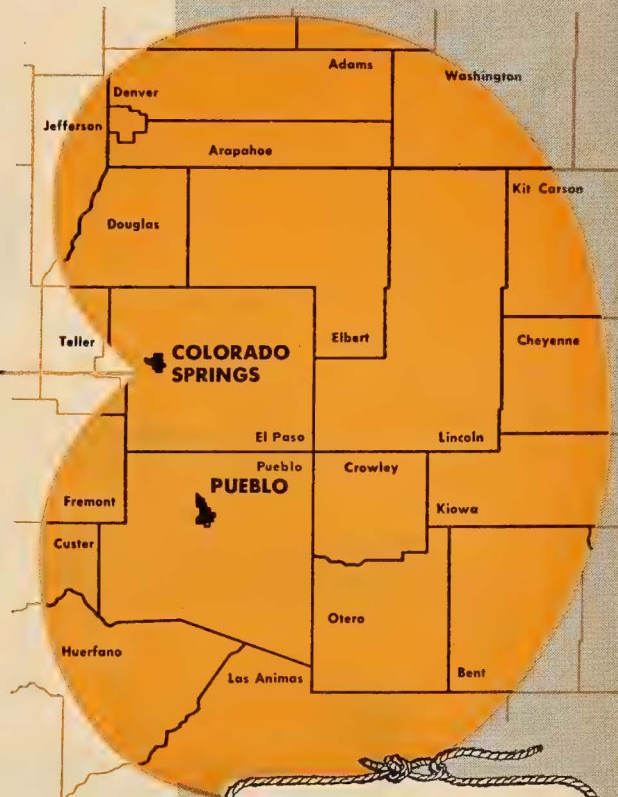 Adams
Washington
Denver
Jefferson
Arapahoe
Kit Carson
Douglas
Teller
Elbert
Cheyenne
COLORADO
SPRINGS
El Paso
Lincoln
Pueblo
Crowley
PUEBLO
Fremont
Kiowa
Custer
Otero
Huerfano
Las Animas
Bent